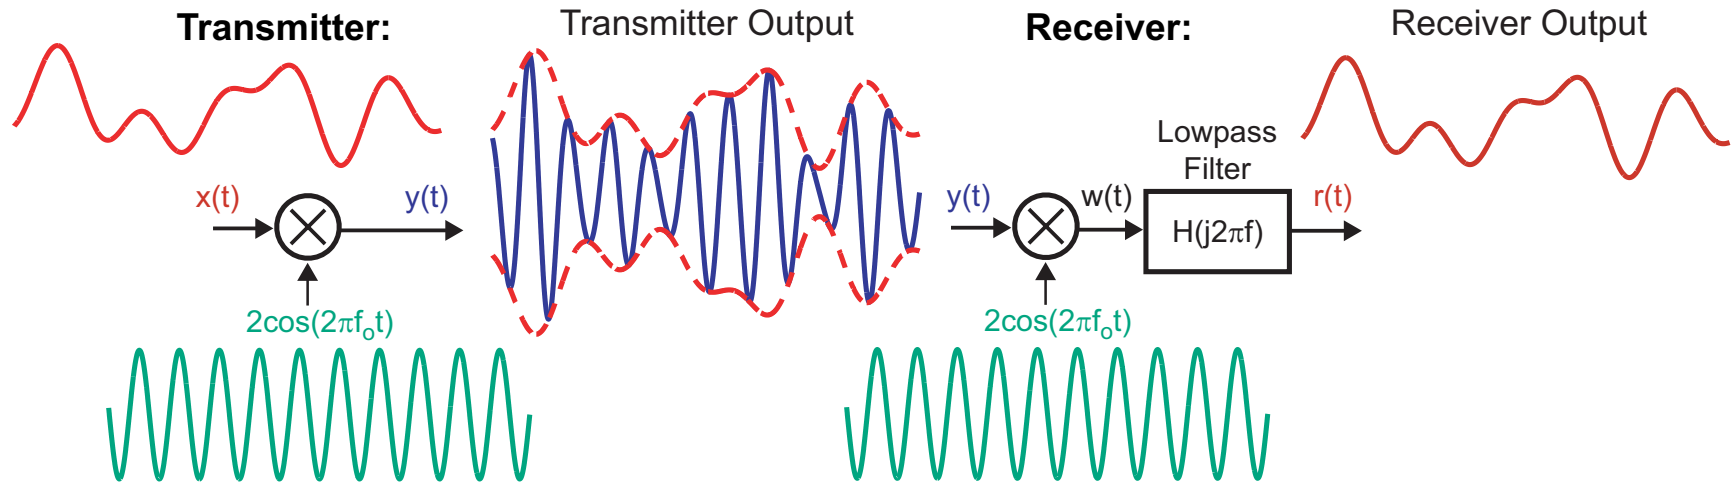 Transmitter:
Transmitter Output
Receiver:
Receiver Output
x(t)
y(t)
2cos(2πfₒt)
y(t)
w(t)
Lowpass
Filter
H(j2πf)
r(t)
2cos(2πfₒt)